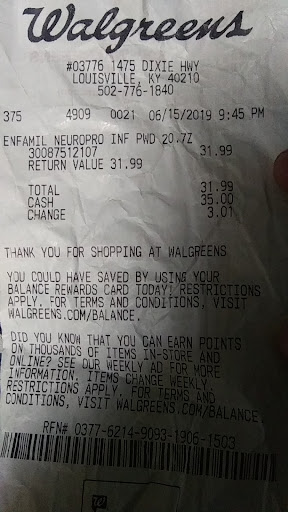 Walgreens
#03776 1475 DIXIE HWY
LOUISVILLE, KY 40210
502-776-1840
375 4909 0021 06/15/2019 9:45 PM
ENFAMIL NEUROPRO INF PWD 20.7Z
30087512107 31.99
RETURN VALUE 31.99
TOTAL 31.99
CASH 35.00
CHANGE 3.01
THANK YOU FOR SHOPPING AT WALGREENS
YOU COULD HAVE SAVED BY USING YOUR
BALANCE REWARDS CARD TODAY! RESTRICTIONS
APPLY. FOR TERMS AND CONDITIONS, VISIT
WALGREENS.COM/BALANCE.
DID YOU KNOW THAT YOU CAN EARN POINTS
ON THOUSANDS OF ITEMS IN-STORE AND
ONLINE? SEE OUR WEEKLY AD FOR MORE
INFORMATION. ITEMS CHANGE WEEKLY.
RESTRICTIONS APPLY. FOR TERMS AND
CONDITIONS, VISIT WALGREENS.COM/BALANCE.
RFN# 0377-6214-9093-1906-1503